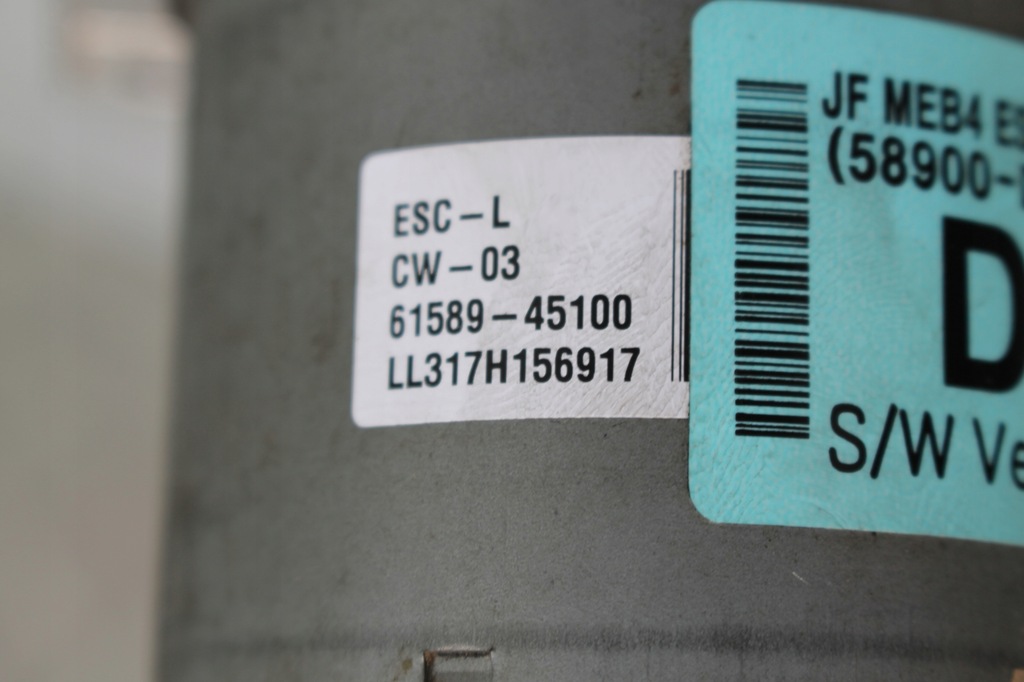 ESC-L
CW-03
61589-45100
LL317H156917
JF MEB4
(58900-
D
S/W